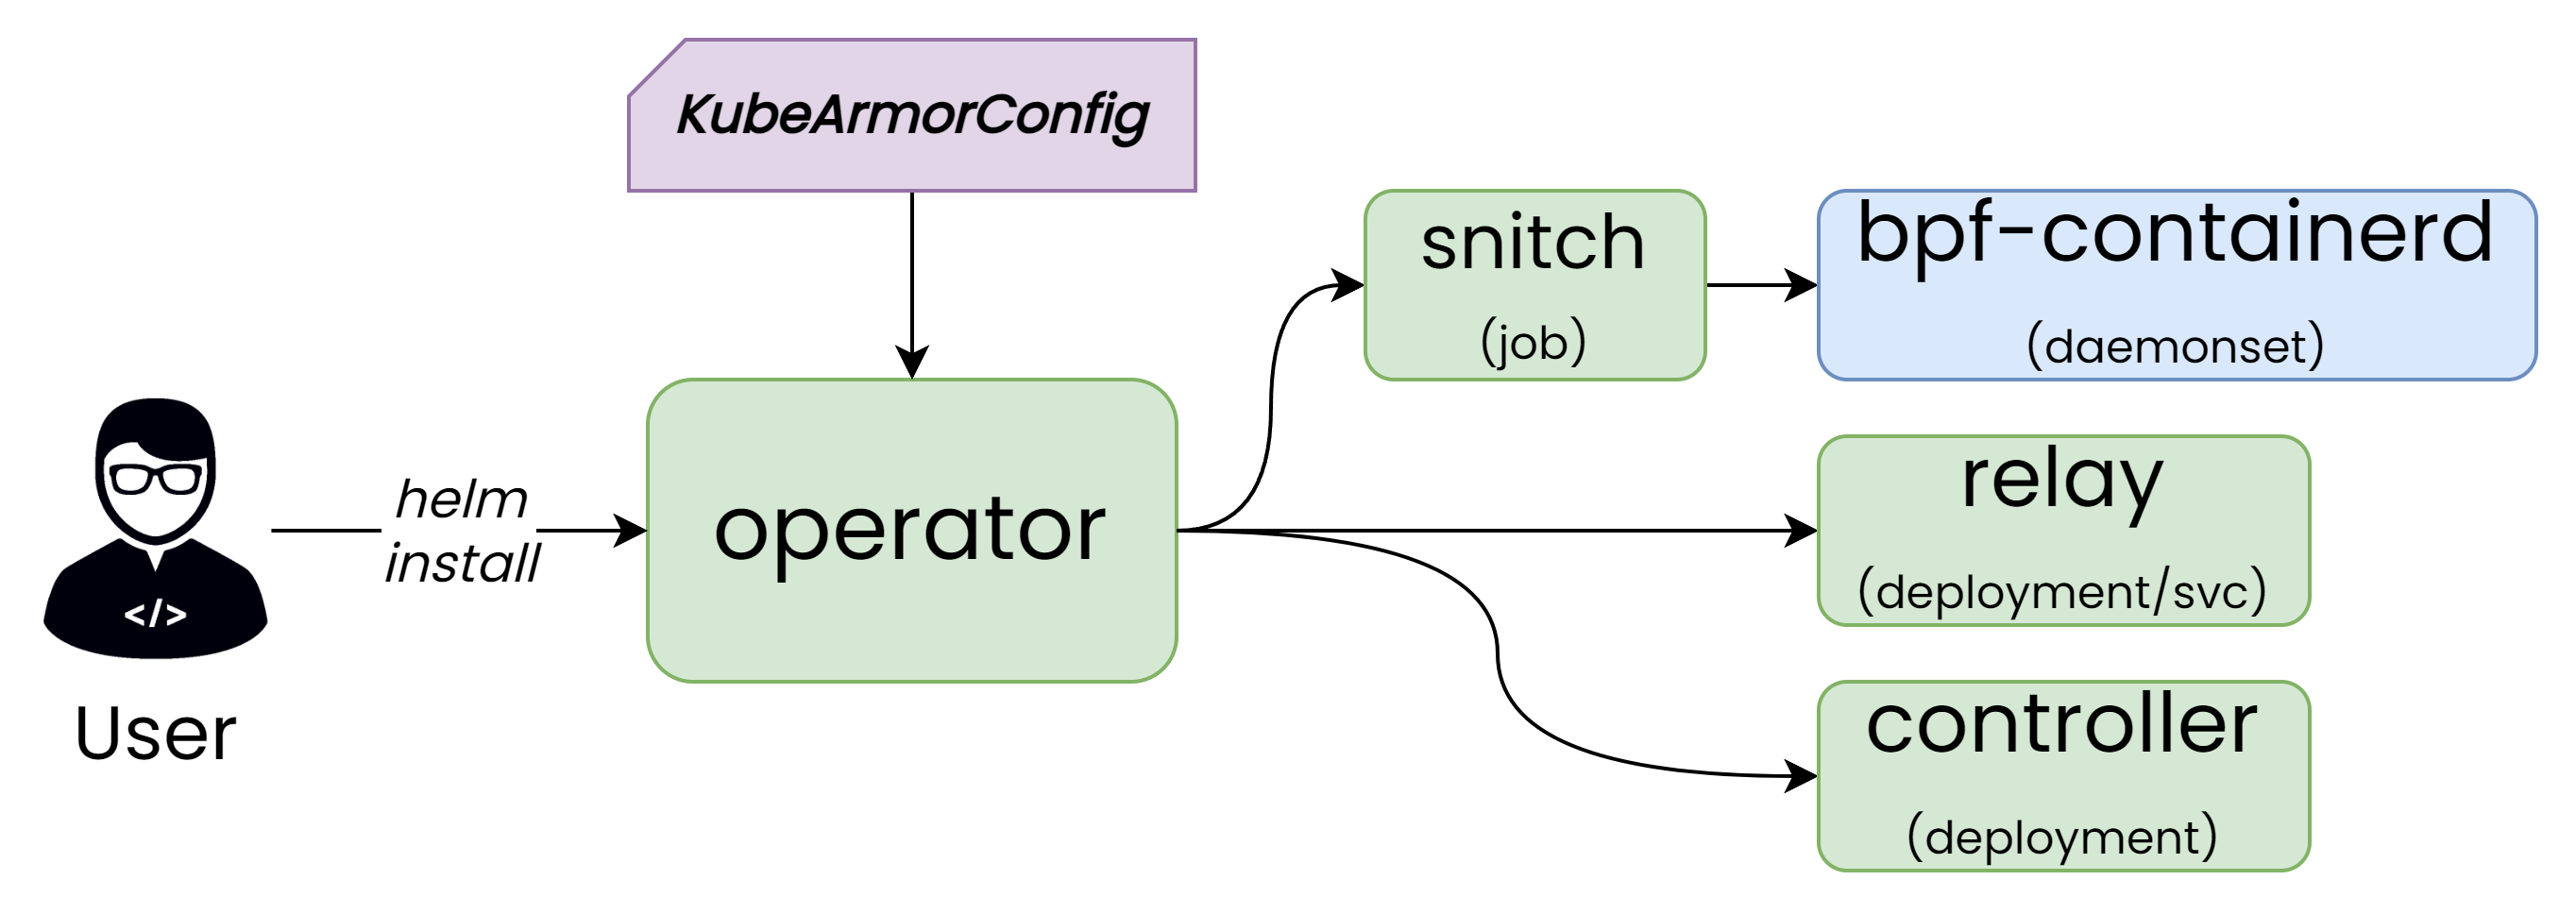 KubeArmorConfig
snitch
(job)
bpf-containerd
(daemonset)
helm
install
operator
relay
(deployment/svc)
</>
User
controller
(deployment)